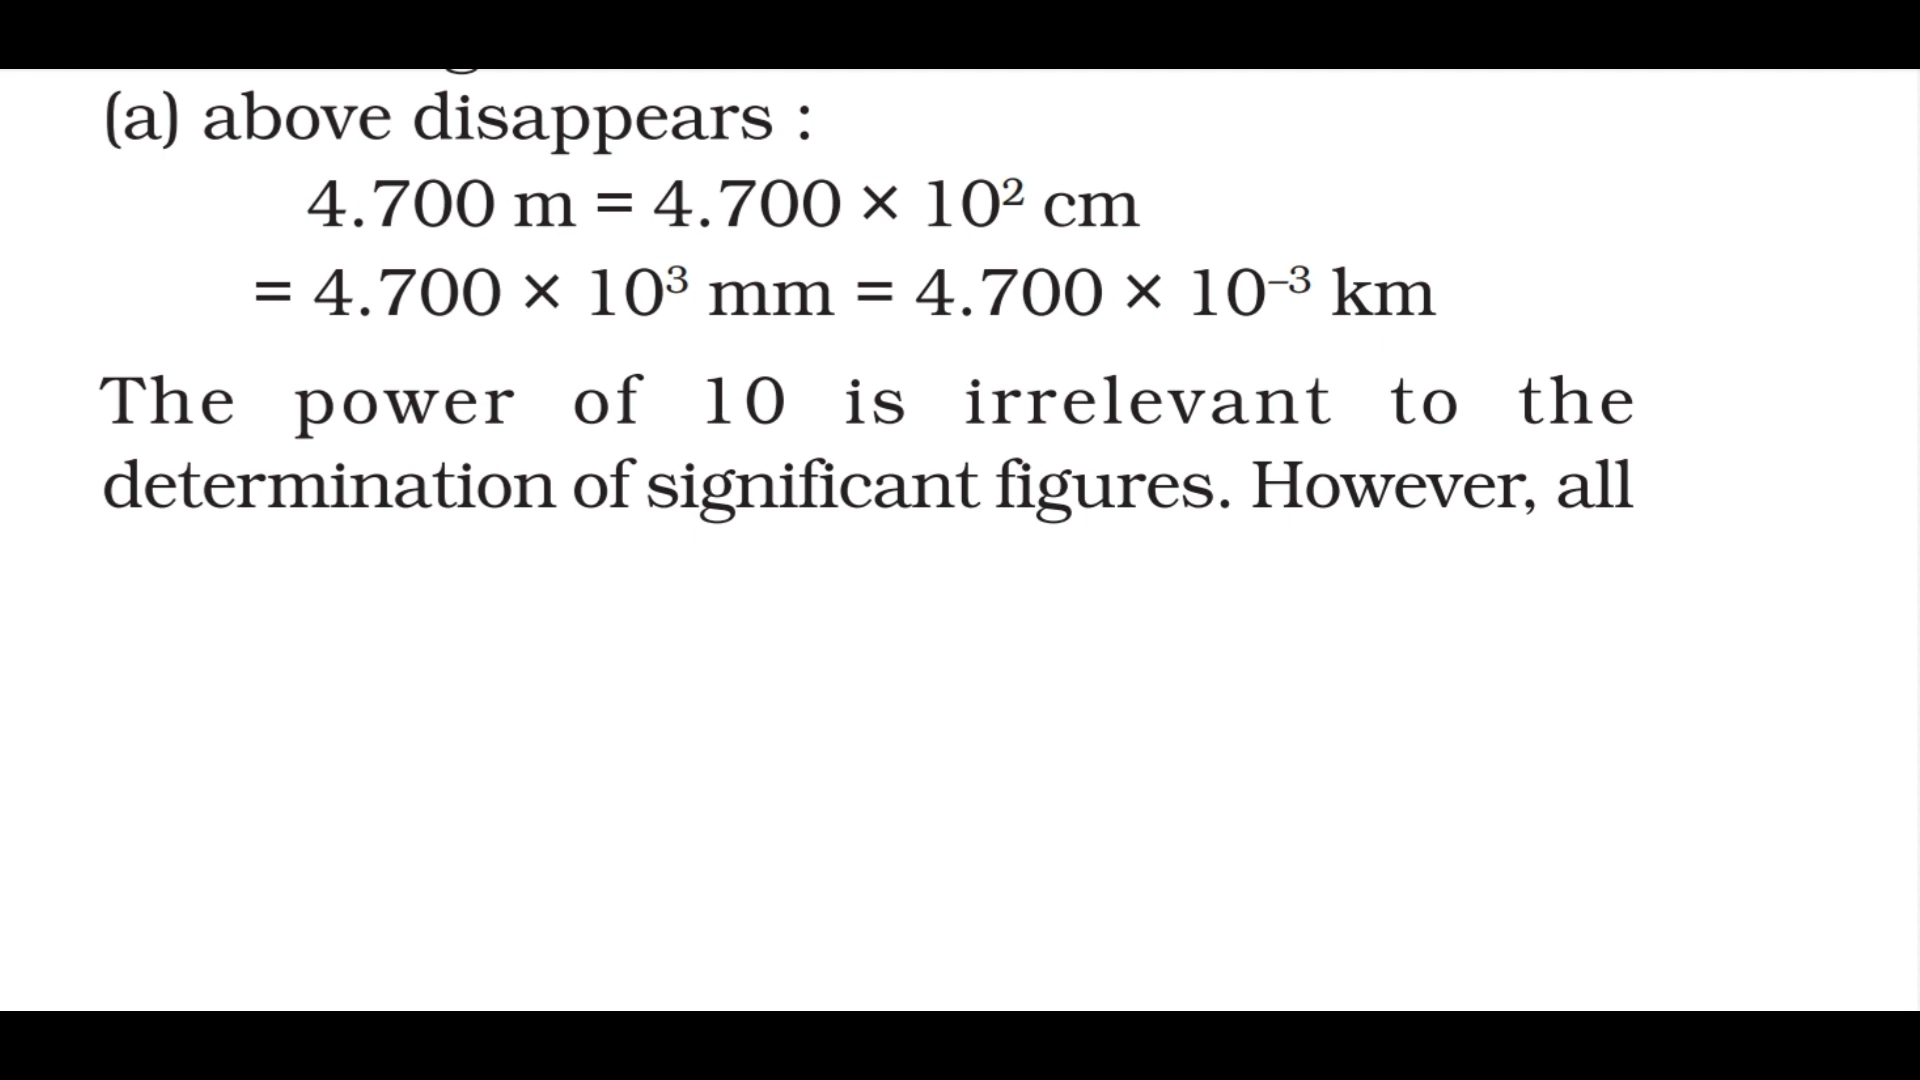 (a) above disappears :
4.700 m = 4.700 × 10² cm
= 4.700 × 10³ mm = 4.700 × 10⁻³ km
The power of 10 is irrelevant to the
determination of significant figures. However, all